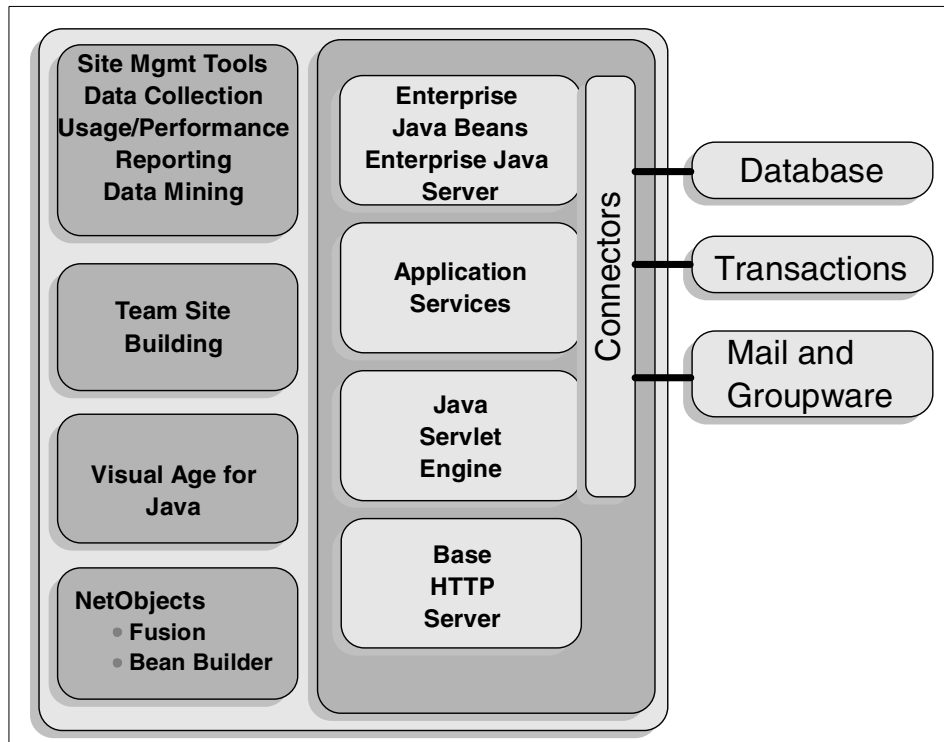 Site Mgmt Tools
Data Collection
Usage/Performance
Reporting
Data Mining
Team Site
Building
Visual Age for
Java
NetObjects
• Fusion
• Bean Builder
Enterprise
Java Beans
Enterprise Java
Server
Application
Services
Java
Servlet
Engine
Base
HTTP
Server
Connectors
Database
Transactions
Mail and
Groupware